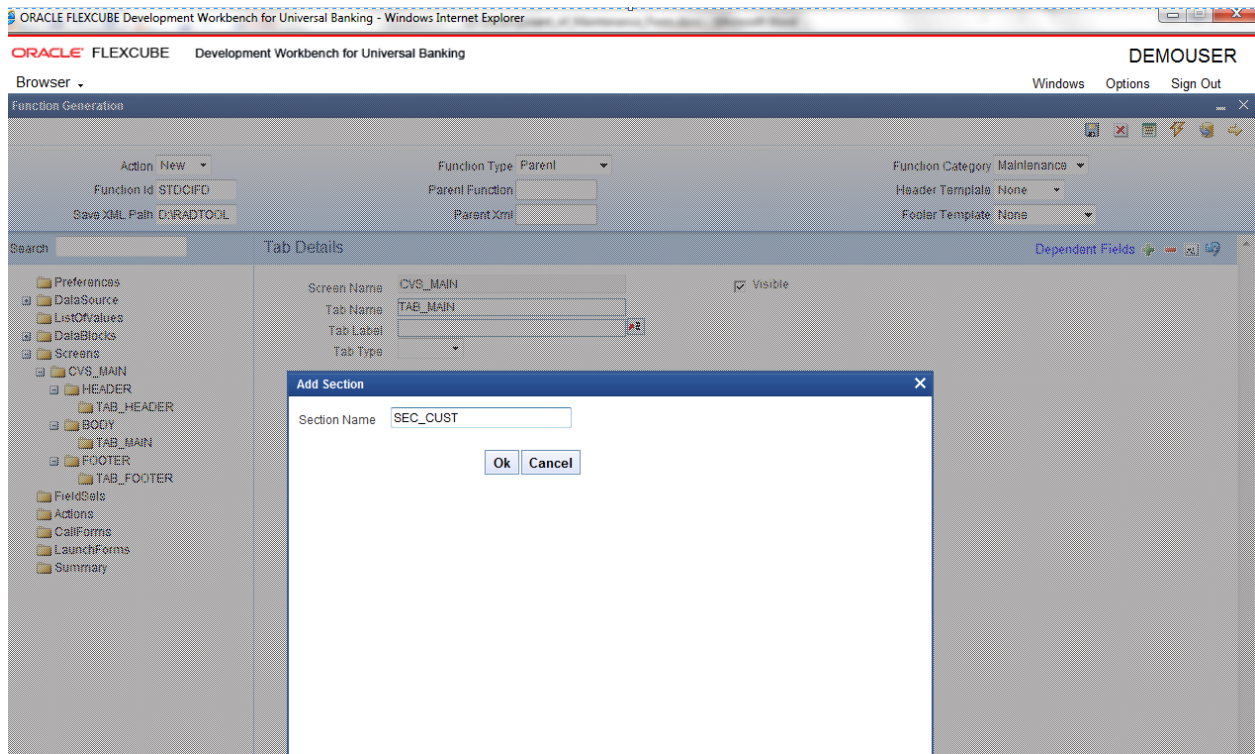 ORACLE FLEXCUBE Development Workbench for Universal Banking - Windows Internet Explorer
ORACLE FLEXCUBE Development Workbench for Universal Banking DEMOUSER
Browser Windows Options Sign Out
Function Generation
Action New Function Type Parent Function Category Maintenance
Function Id STDCIFD Parent Function Header Template None
Save XML Path D:\RADTOOL Parent Xml Footer Template None
Search Tab Details Dependent Fields
Preferences
DataSource
ListOfValues
DataBlocks
Screens
CVS_MAIN
HEADER
TAB_HEADER
BODY
TAB_MAIN
FOOTER
TAB_FOOTER
FieldSets
Actions
CallForms
LaunchForms
Summary
Screen Name CVS_MAIN Visible
Tab Name TAB_MAIN
Tab Label
Tab Type
Add Section
Section Name SEC_CUST
Ok Cancel